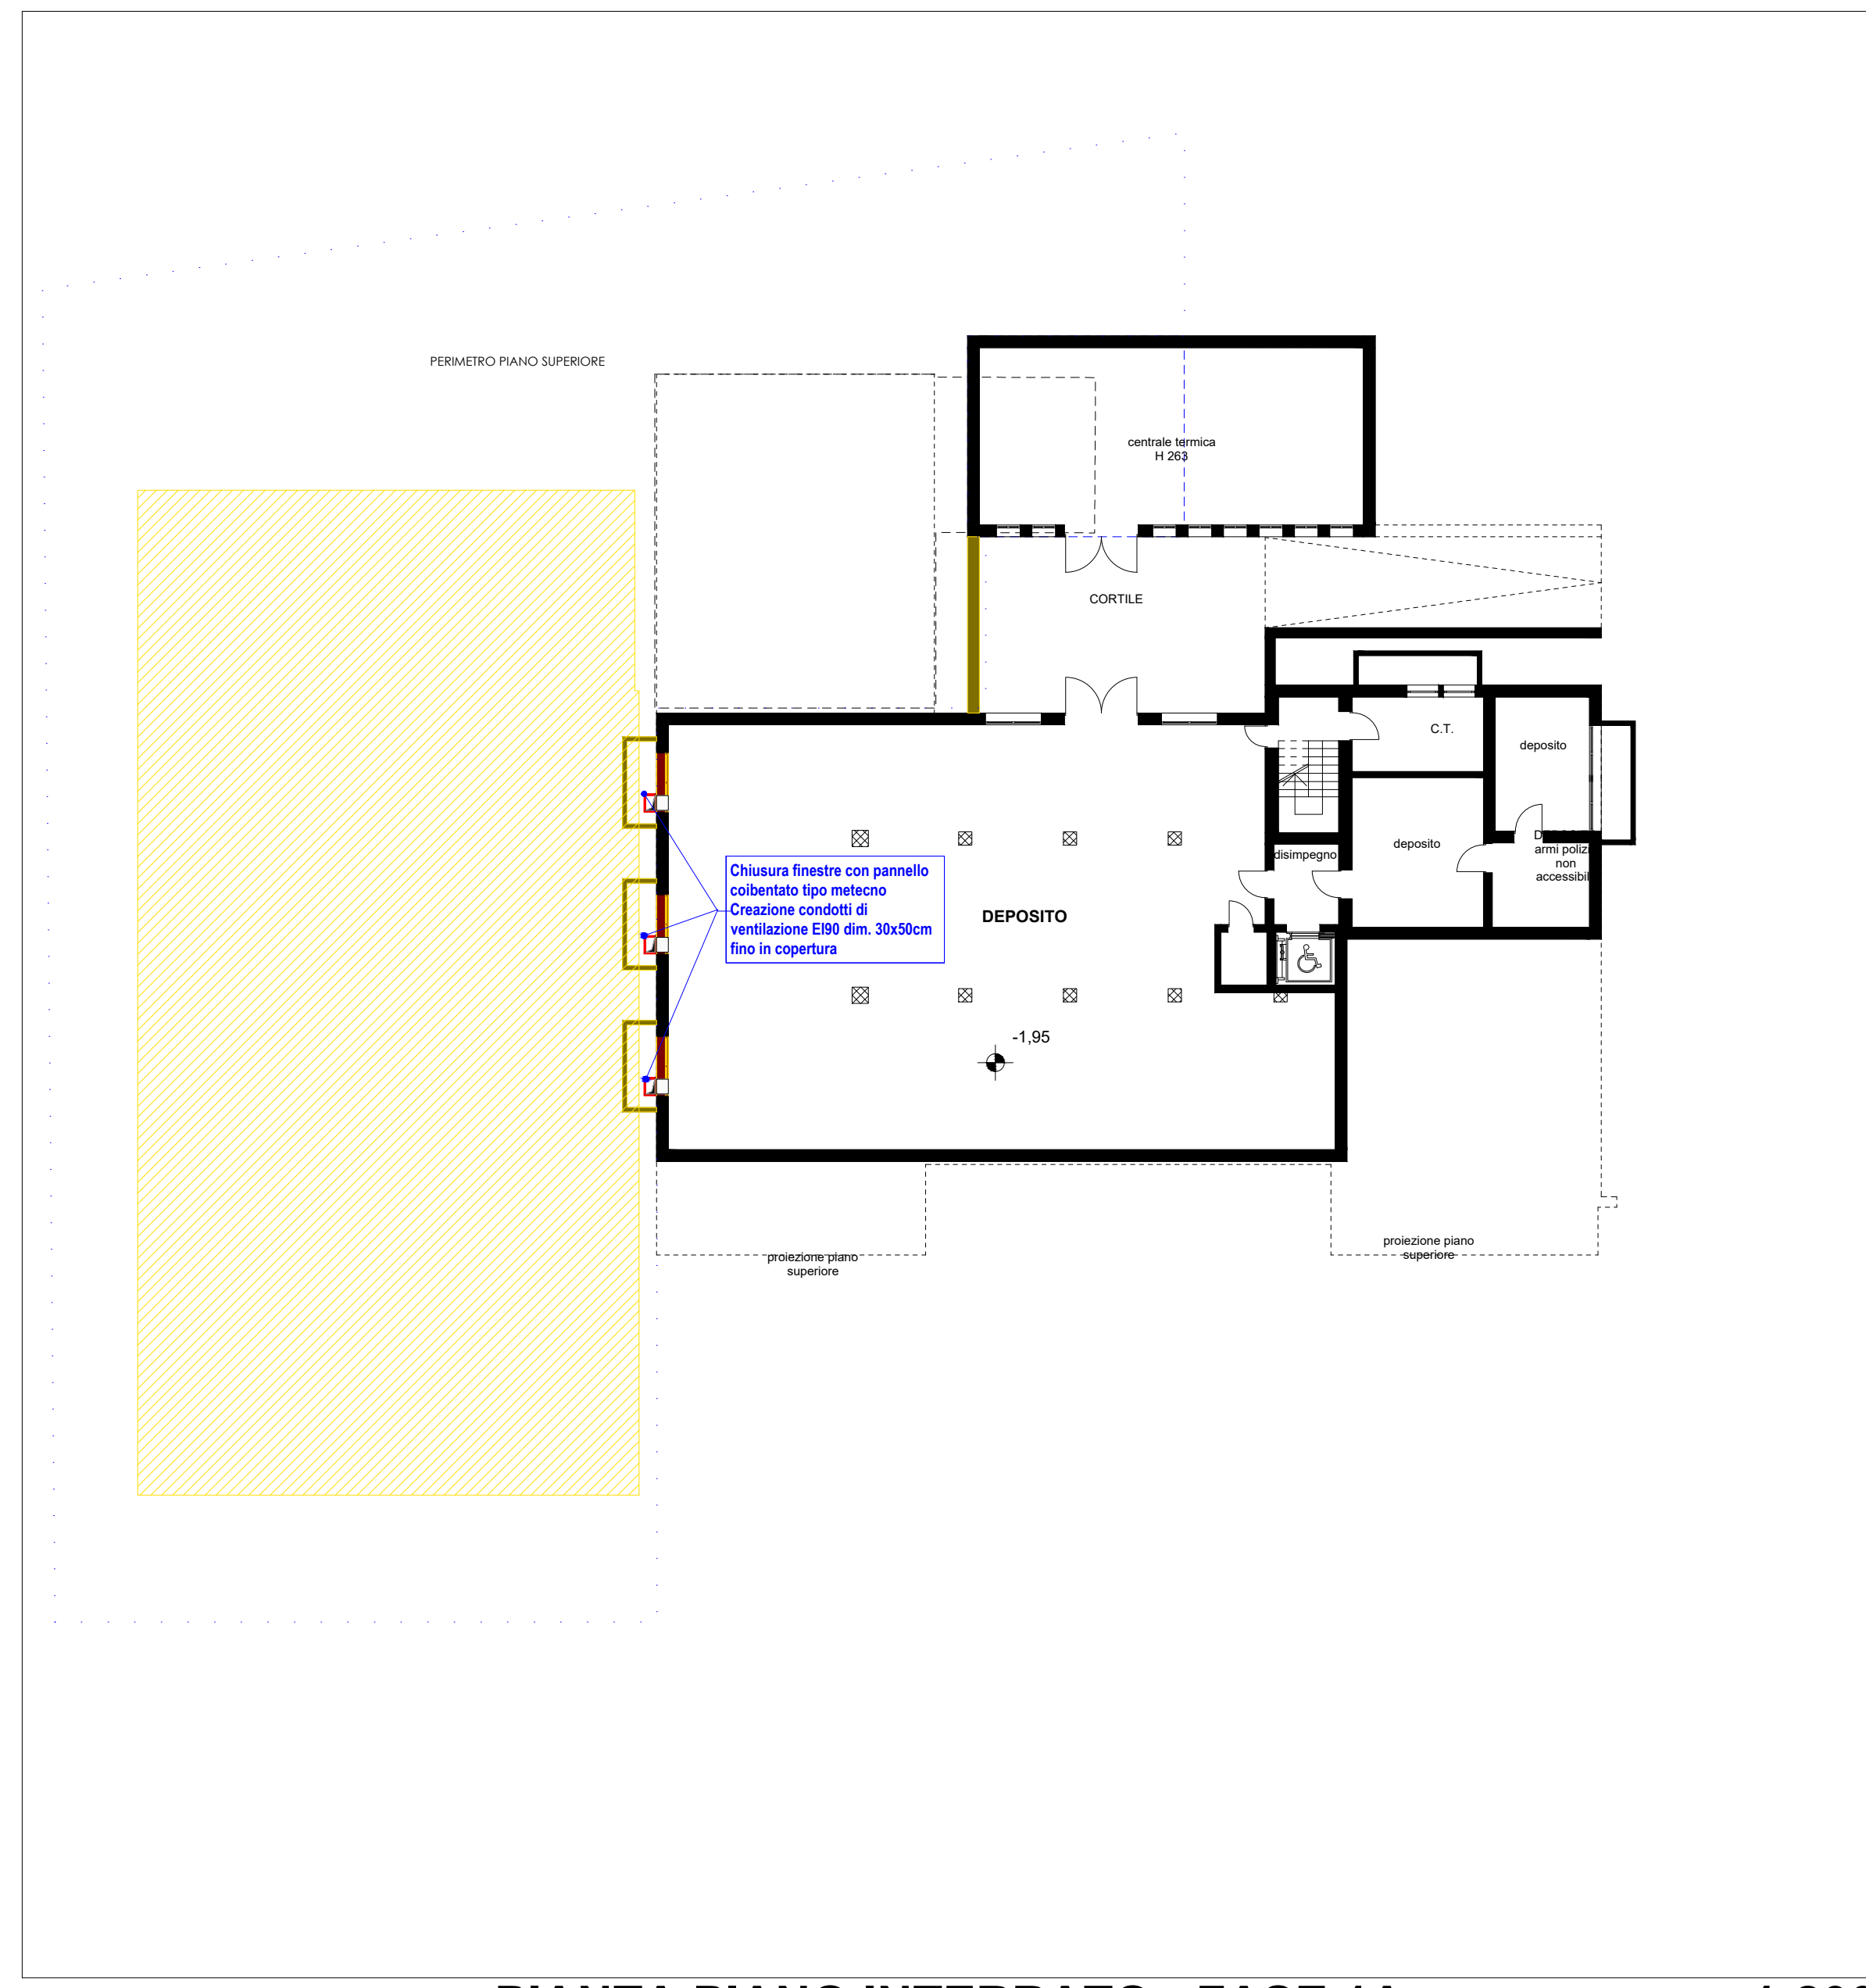 PERIMETRO PIANO SUPERIORE
centrale termica
H 263
CORTILE
C.T.
deposito
deposito
armi polizi
non
accessibil
disimpegno
Chiusura finestre con pannello
coibentato tipo metecno
Creazione condotti di
ventilazione EI90 dim. 30x50cm
fino in copertura
DEPOSITO
-1,95
proiezione piano
superiore
proiezione piano
superiore